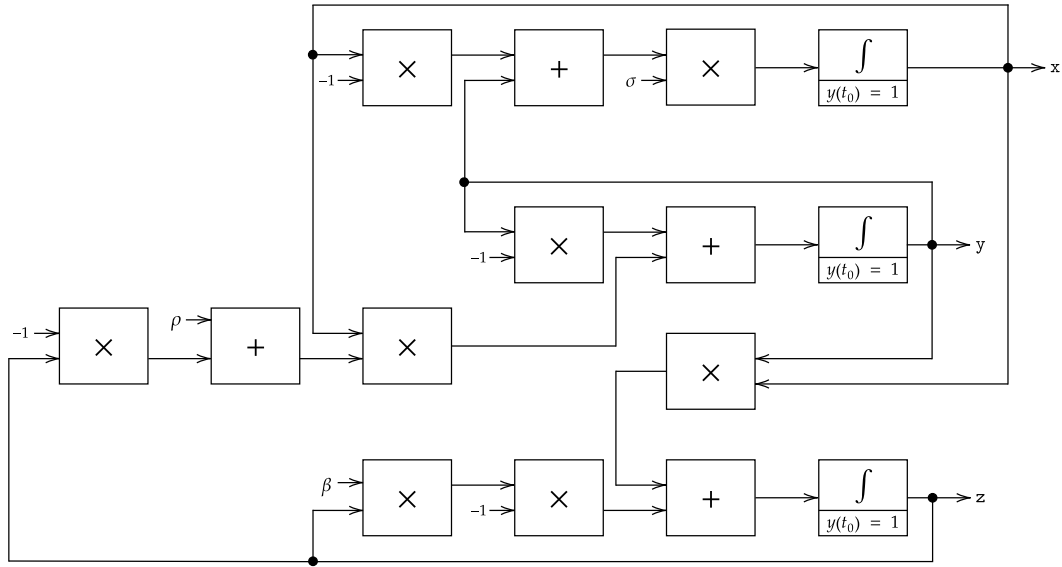 × + × ∫ x
–1 σ y(t₀) = 1
× + ∫ y
–1 y(t₀) = 1
–1 × ρ + × ×
β × –1 × + ∫ z
y(t₀) = 1